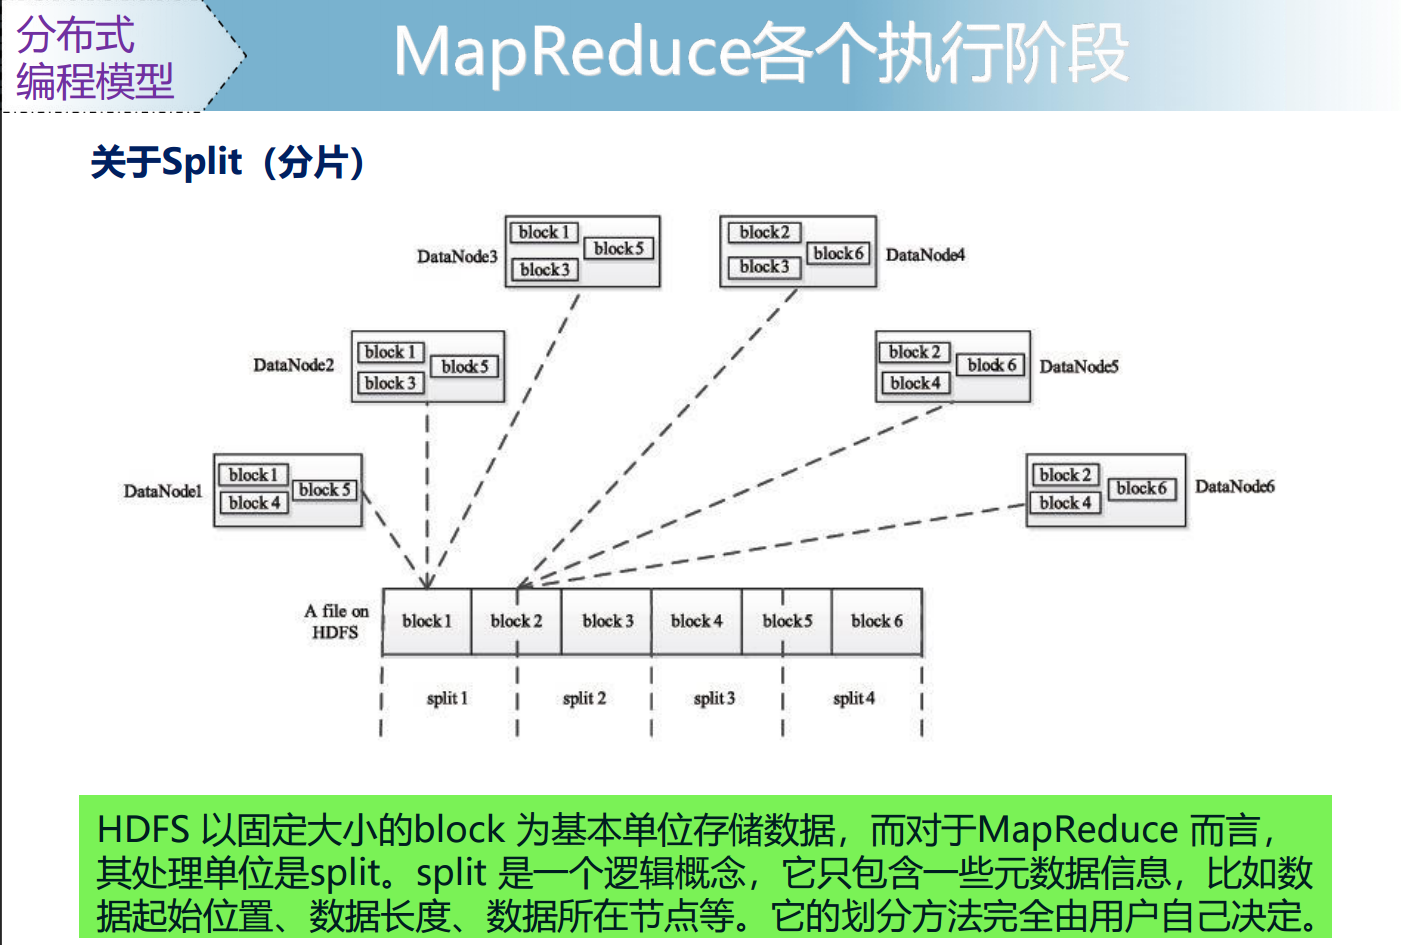 分布式
编程模型
MapReduce各个执行阶段
关于Split（分片）
DataNode3
block 1
block 5
block 3
block 2
block 6
block 3
DataNode4
DataNode2
block 1
block 5
block 3
block 2
block 6
block 4
DataNode5
DataNode1
block 1
block 5
block 4
block 2
block 6
block 4
DataNode6
A file on
HDFS
block 1
block 2
block 3
block 4
block 5
block 6
split 1
split 2
split 3
split 4
HDFS 以固定大小的block 为基本单位存储数据，而对于MapReduce 而言，
其处理单位是split。split 是一个逻辑概念，它只包含一些元数据信息，比如数
据起始位置、数据长度、数据所在节点等。它的划分方法完全由用户自己决定。